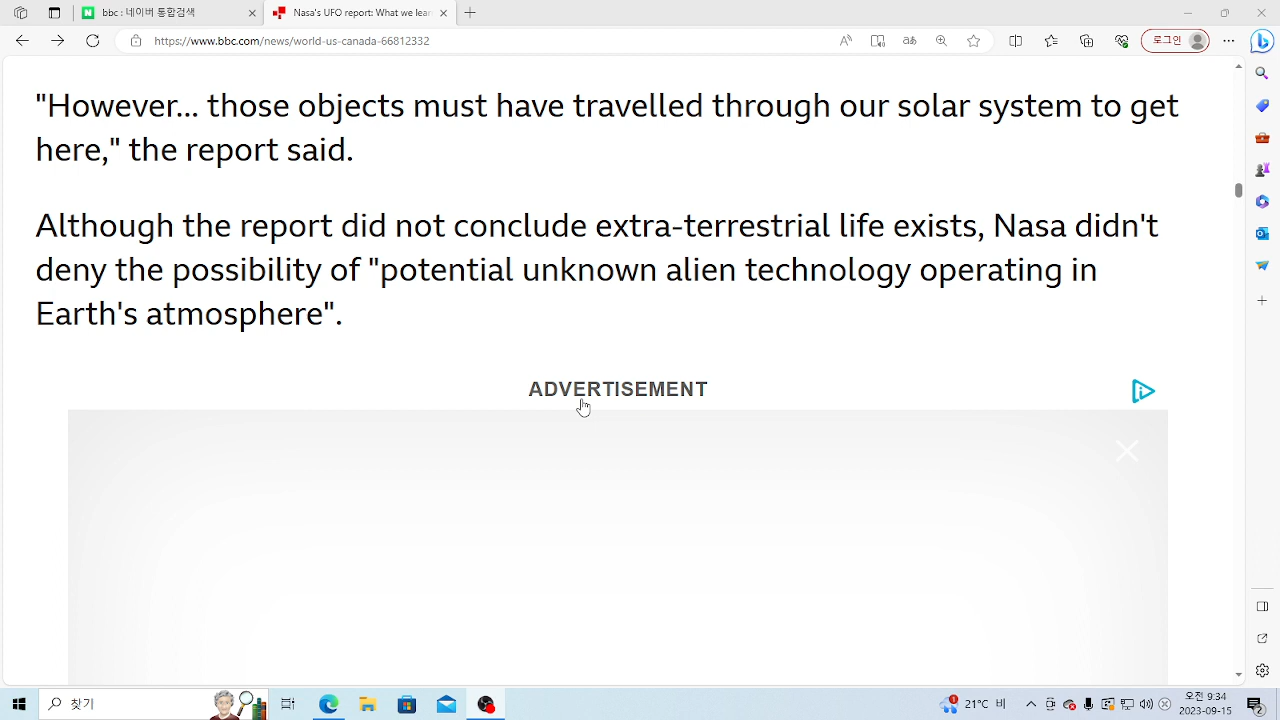 bbc : 네이버 통합검색
Nasa's UFO report: What we lear
https://www.bbc.com/news/world-us-canada-66812332
로그인
"However... those objects must have travelled through our solar system to get
here," the report said.
Although the report did not conclude extra-terrestrial life exists, Nasa didn't
deny the possibility of "potential unknown alien technology operating in
Earth's atmosphere".
ADVERTISEMENT
찾기
21°C 비
오전 9:34
2023-09-15